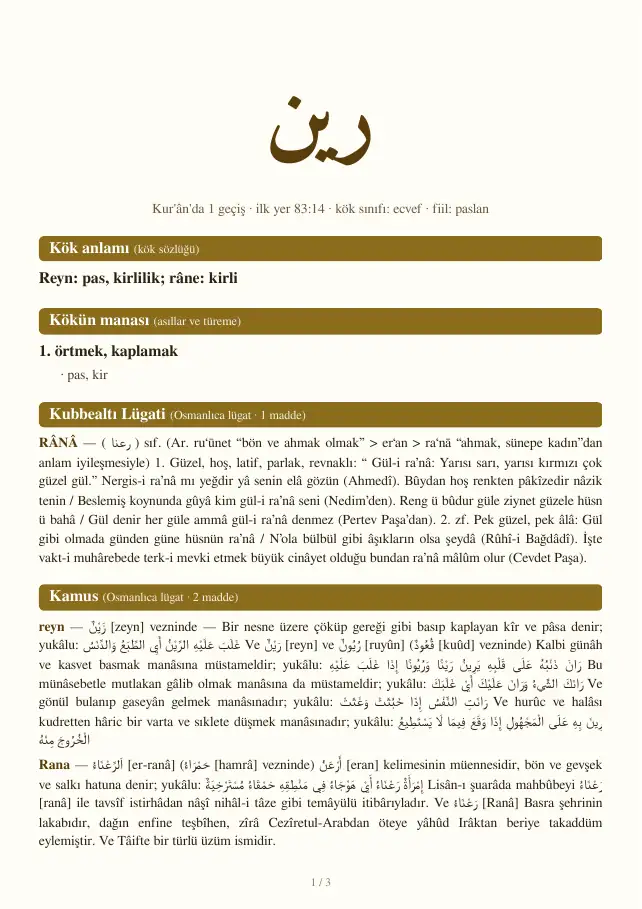 رين
Kur'ân'da 1 geçiş · ilk yer 83:14 · kök sınıfı: ecvef · fiil: paslan
Kök anlamı (kök sözlüğü)
Reyn: pas, kirlilik; râne: kirli
Kökün manası (asıllar ve türeme)
1. örtmek, kaplamak
· pas, kir
Kubbealtı Lügati (Osmanlıca lügat · 1 madde)
RÂNÂ — ( رعنا ) sıf. (Ar. ru‘ūnet “bön ve ahmak olmak” > er‘an > ra‘nā “ahmak, sünepe kadın”dan
anlam iyileşmesiyle) 1. Güzel, hoş, latif, parlak, revnaklı: “ Gül-i ra’nâ: Yarısı sarı, yarısı kırmızı çok
güzel gül.” Nergis-i ra’nâ mı yeğdir yâ senin elâ gözün (Ahmedî). Bûydan hoş renkten pâkîzedir nâzik
tenin / Beslemiş koynunda gûyâ kim gül-i ra’nâ seni (Nedim’den). Reng ü bûdur güle ziynet güzele hüsn
ü bahâ / Gül denir her güle ammâ gül-i ra’nâ denmez (Pertev Paşa’dan). 2. zf. Pek güzel, pek âlâ: Gül
gibi olmada günden güne hüsnün ra’nâ / N’ola bülbül gibi âşıkların olsa şeydâ (Rûhî-i Bağdâdî). İşte
vakt-i muhârebede terk-i mevki etmek büyük cinâyet olduğu bundan ra’nâ mâlûm olur (Cevdet Paşa).
Kamus (Osmanlıca lügat · 2 madde)
reyn — رَيْنٌ [zeyn] vezninde — Bir nesne üzere çöküp gereği gibi basıp kaplayan kîr ve pâsa denir;
yukâlu: غَلَبَ عَلَيْهِ الرَّيْنُ أَيِ الطَّبَعُ وَالدَّنَسُ Ve رَيْنٌ [reyn] ve رُيُونٌ [ruyûn] (قُعُودٌ [kuûd] vezninde) Kalbi günâh
ve kasvet basmak manâsına müstameldir; yukâlu: رَانَ ذَنْبُهُ عَلَى قَلْبِهِ يَرِينُ رَيْنًا وَرُيُونًا إِذَا غَلَبَ عَلَيْهِ Bu
münâsebetle mutlakan gâlib olmak manâsına da müstameldir; yukâlu: رَانَكَ الشَّيْءُ وَرَانَ عَلَيْكَ أَيْ غَلَبَكَ Ve
gönül bulanıp gaseyân gelmek manâsınadır; yukâlu: رَانَتِ النَّفْسُ إِذَا خَبُثَتْ وَغَثَتْ Ve hurûc ve halâsı
kudretten hâric bir varta ve sıklete düşmek manâsınadır; yukâlu: رِينَ بِهِ عَلَى الْمَجْهُولِ إِذَا وَقَعَ فِيمَا لَا يَسْتَطِيعُ
الْخُرُوجَ مِنْهُ
Rana — اَلرَّعْنَاءُ [er-ranâ] (حَمْرَاءُ [hamrâ] vezninde) أَرْعَنُ [eran] kelimesinin müennesidir, bön ve gevşek
ve salkı hatuna denir; yukâlu: إِمْرَأَةٌ رَعْنَاءُ أَيْ هَوْجَاءُ فِي مَنْطِقِهِ حَمْقَاءُ مُسْتَرْخِيَةٌ Lisân-ı şuarâda mahbûbeyi رَعْنَاءُ
[ranâ] ile tavsîf istirhâdan nâşî nihâl-i tâze gibi temâyülü itibârıyladır. Ve رَعْنَاءُ [Ranâ] Basra şehrinin
lakabıdır, dağın enfine teşbîhen, zîrâ Cezîretul-Arabdan öteye yâhûd Irâktan beriye takaddüm
eylemiştir. Ve Tâifte bir türlü üzüm ismidir.
1 / 3